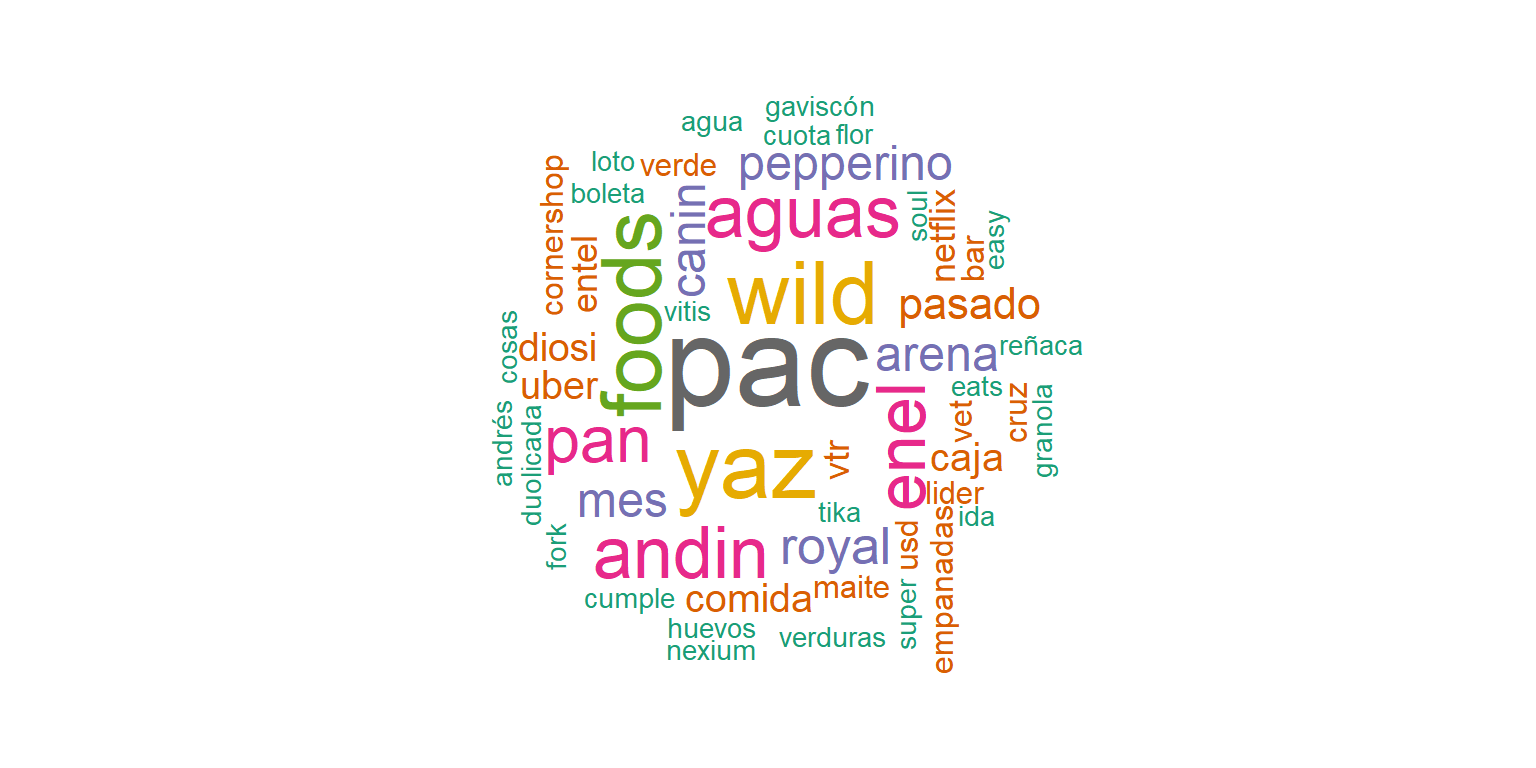 gaviscón
agua
cuota
flor
loto
verde
pepperino
cornershop
boleta
canin
aguas
soul
netflix
easy
entel
foods
bar
wild
vitis
pasado
cosas
diosi
pac
arena
reñaca
uber
enel
eats
vet
cruz
granola
andrés
duolicada
pan
yaz
vtr
caja
mes
lider
tika
ida
fork
andin
royal
usd
empanadas
cumple
comida
maite
super
huevos
verduras
nexium